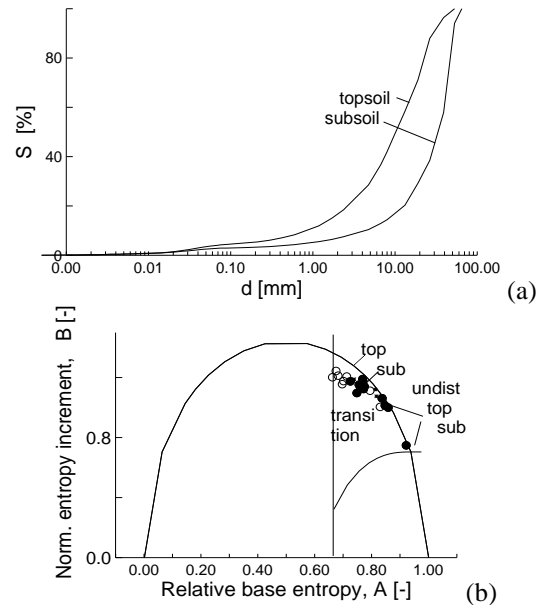 80
topsoil
subsoil
S [%]
40
0
0.00 0.01 0.10 1.00 10.00 100.00
d [mm]
(a)
Norm. entropy increment, B [-]
top
sub
undist
0.8
transi
tion
top
sub
0.0
0.00 0.20 0.40 0.60 0.80 1.00
Relative base entropy, A [-]
(b)